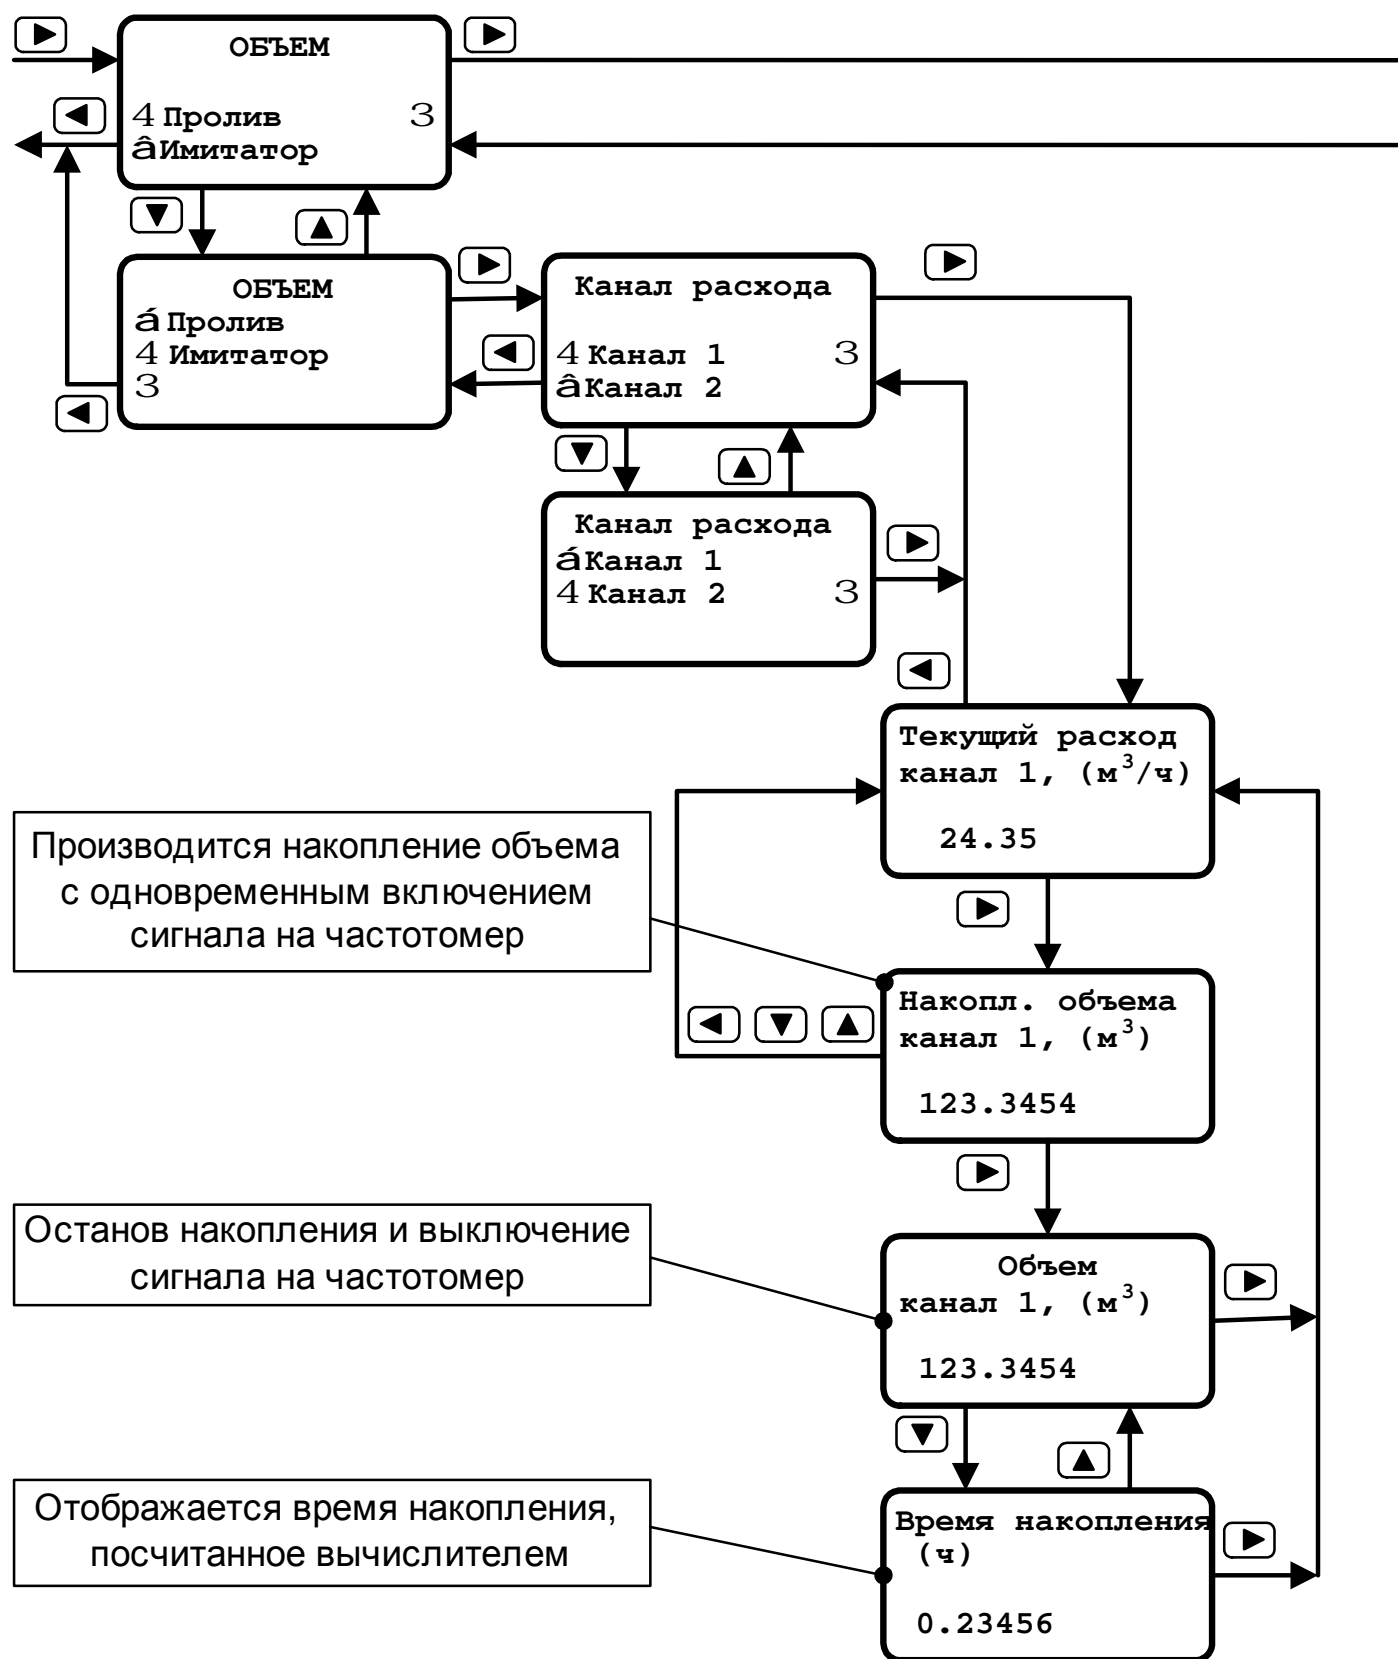 ОБЪЕМ
4 Пролив 3
âИмитатор
ОБЪЕМ
á Пролив
4 Имитатор
3
Канал расхода
4 Канал 1 3
âКанал 2
Канал расхода
áКанал 1
4 Канал 2 3
Текущий расход
канал 1, (м³/ч)
24.35
Производится накопление объема
с одновременным включением
сигнала на частотомер
Накопл. объема
канал 1, (м³)
123.3454
Останов накопления и выключение
сигнала на частотомер
Объем
канал 1, (м³)
123.3454
Отображается время накопления,
посчитанное вычислителем
Время накопления
(ч)
0.23456